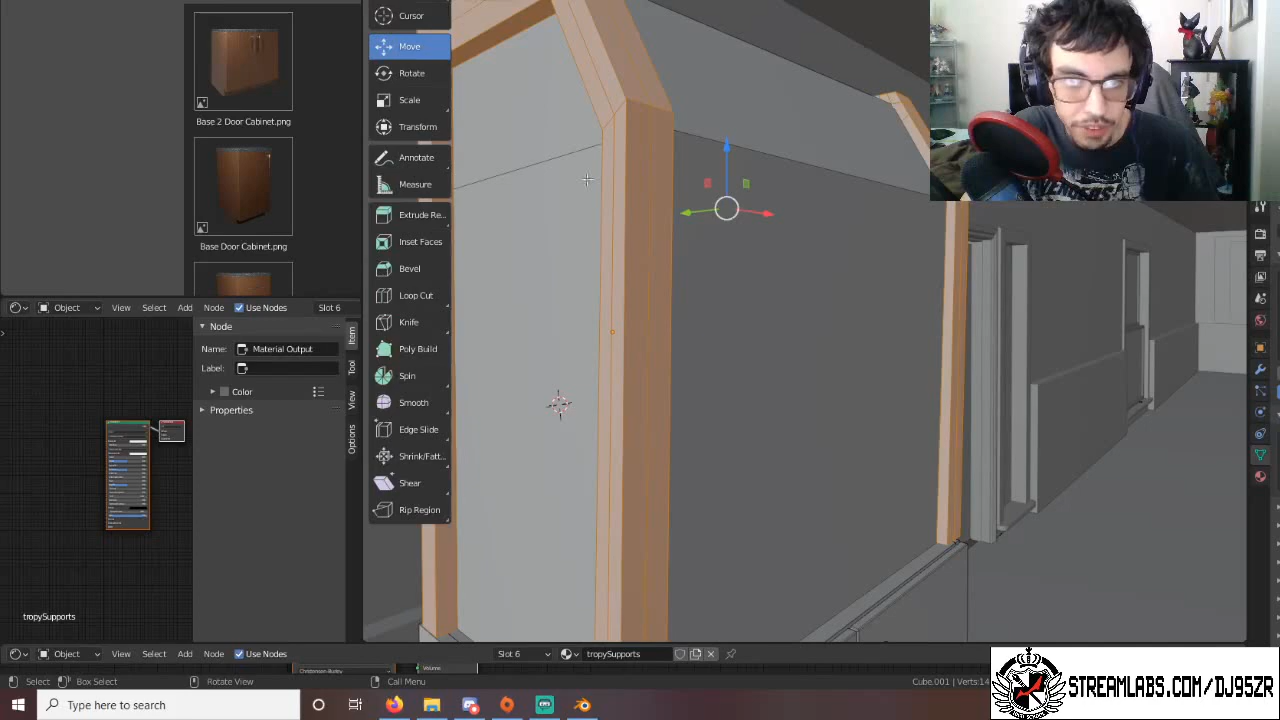 Cursor
Move
Rotate
Scale
Transform
Annotate
Measure
Extrude Re...
Inset Faces
Bevel
Loop Cut
Knife
Poly Build
Spin
Smooth
Edge Slide
Shrink/Fatt...
Shear
Rip Region
Base 2 Door Cabinet.png
Base Door Cabinet.png
Object View Select Add Node Use Nodes Slot 6
Node
Name: Material Output
Label:
Color
Properties
Item
Tool
View
Options
tropySupports
Object View Select Add Node Use Nodes Slot 6 tropySupports
Volume
Select Box Select Rotate View Call Menu Cube.001 | Verts:14
Type here to search
STREAMLABS.COM/DJ95ZR